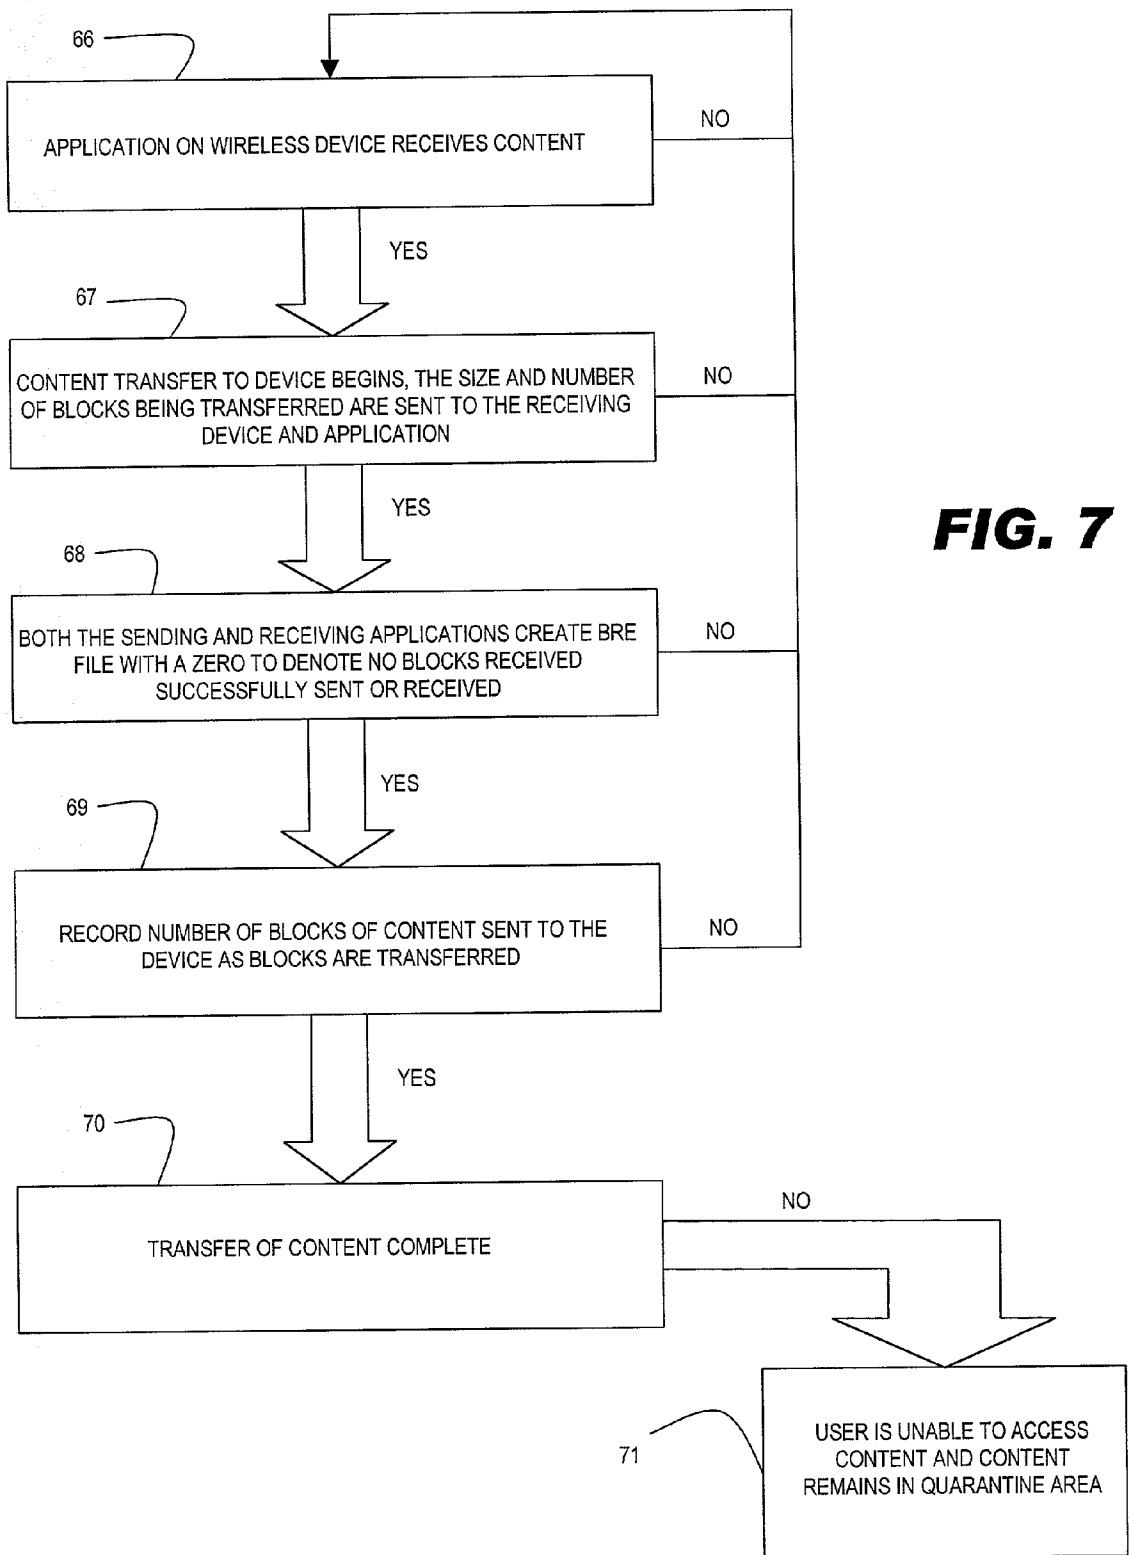 66
APPLICATION ON WIRELESS DEVICE RECEIVES CONTENT
NO
YES
67
CONTENT TRANSFER TO DEVICE BEGINS, THE SIZE AND NUMBER
OF BLOCKS BEING TRANSFERRED ARE SENT TO THE RECEIVING
DEVICE AND APPLICATION
NO
YES
FIG. 7
68
BOTH THE SENDING AND RECEIVING APPLICATIONS CREATE BRE
FILE WITH A ZERO TO DENOTE NO BLOCKS RECEIVED
SUCCESSFULLY SENT OR RECEIVED
NO
YES
69
RECORD NUMBER OF BLOCKS OF CONTENT SENT TO THE
DEVICE AS BLOCKS ARE TRANSFERRED
NO
YES
70
TRANSFER OF CONTENT COMPLETE
NO
71
USER IS UNABLE TO ACCESS
CONTENT AND CONTENT
REMAINS IN QUARANTINE AREA